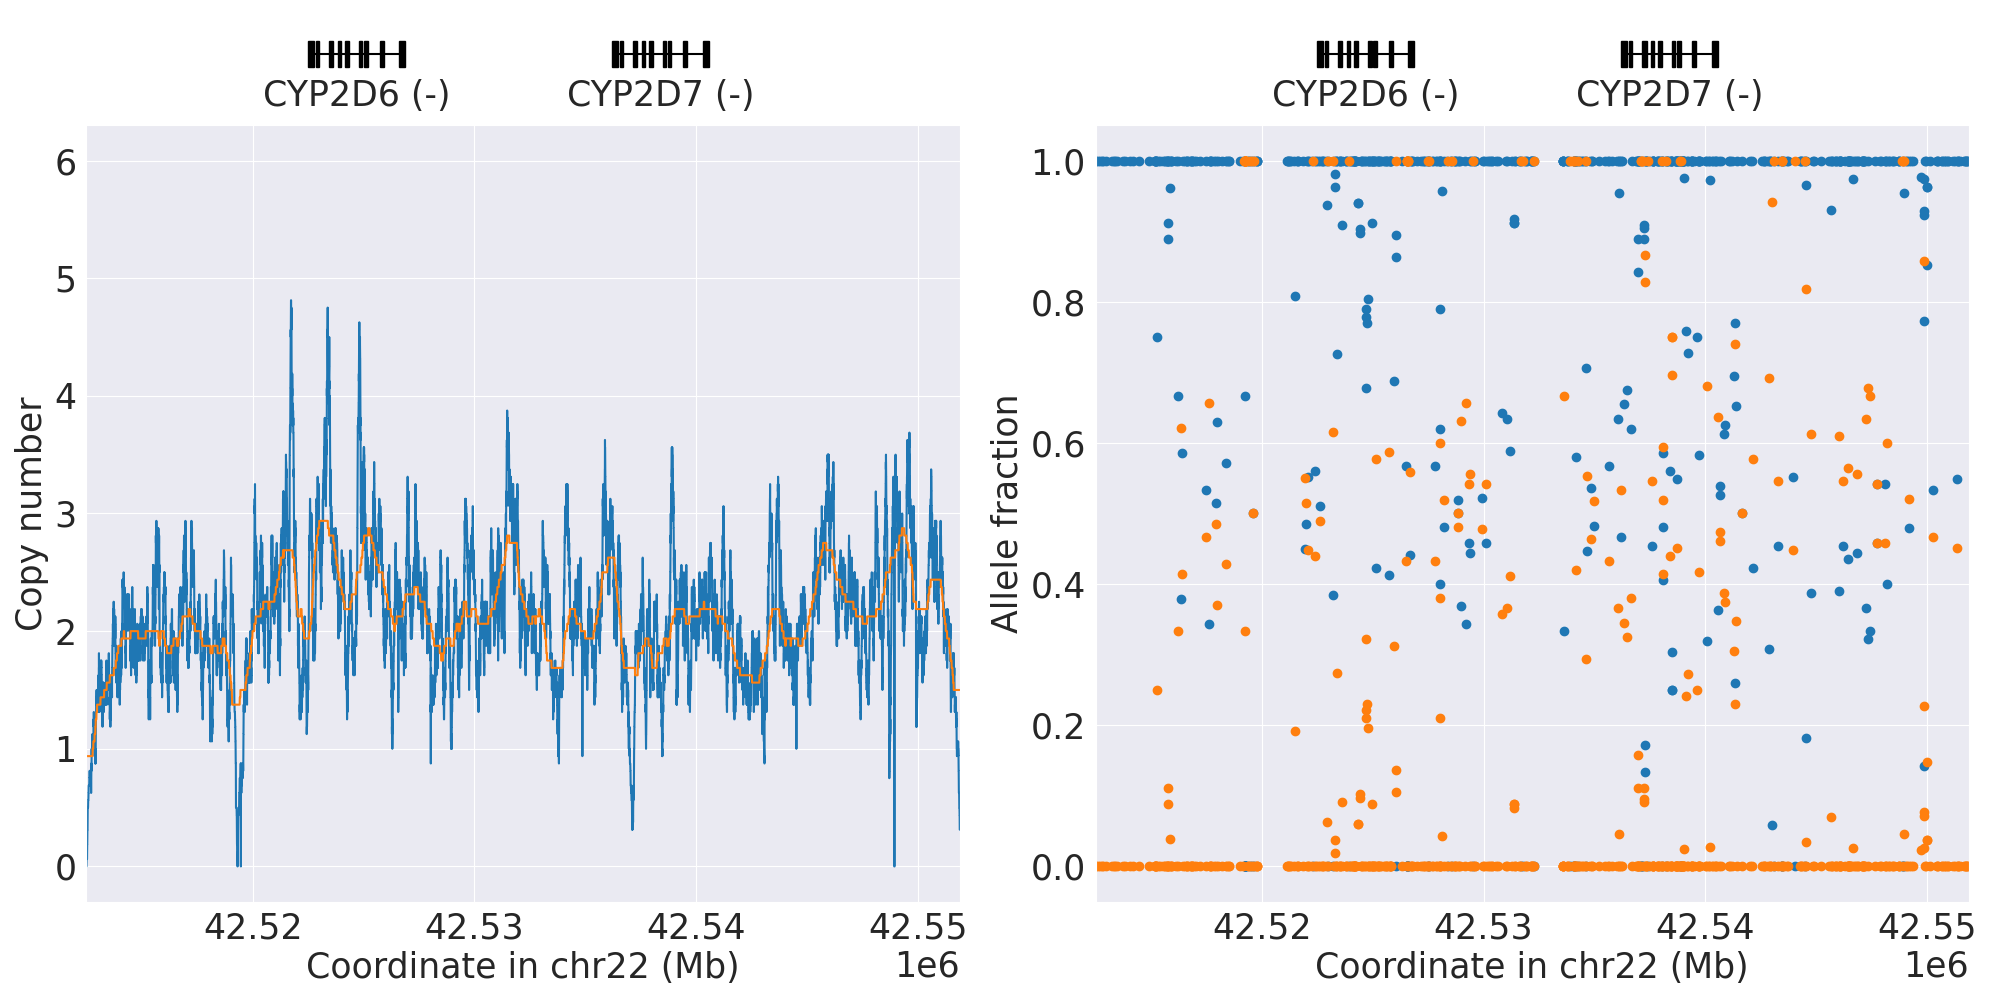 CYP2D6 (-) CYP2D7 (-)
6
5
4
3
2
1
0
Copy number
42.52 42.53 42.54 42.55
Coordinate in chr22 (Mb) 1e6
CYP2D6 (-) CYP2D7 (-)
1.0
0.8
0.6
0.4
0.2
0.0
Allele fraction
42.52 42.53 42.54 42.55
Coordinate in chr22 (Mb) 1e6